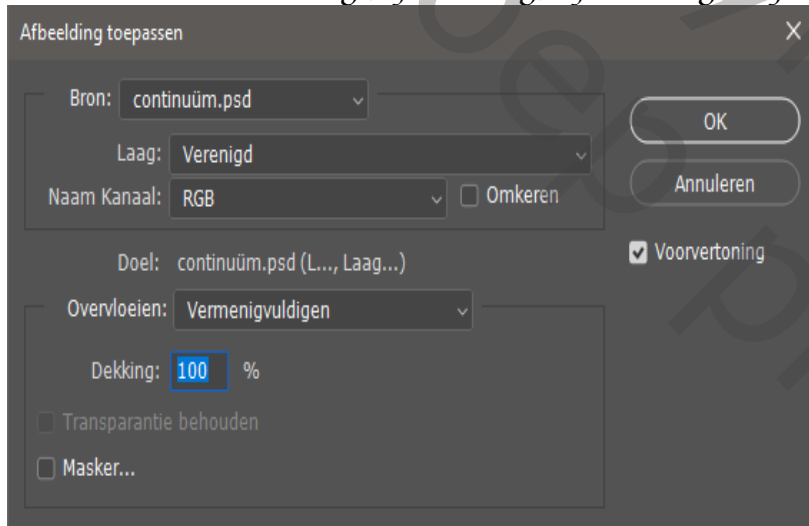 Afbeelding toepassen
Bron: continuüm.psd
OK
Laag: Verenigd
Annuleren
Naam Kanaal: RGB Omkeren
Voorvertoning
Doel: continuüm.psd (L..., Laag...)
Overvloeien: Vermenigvuldigen
Dekking: 100 %
Transparantie behouden
Masker...